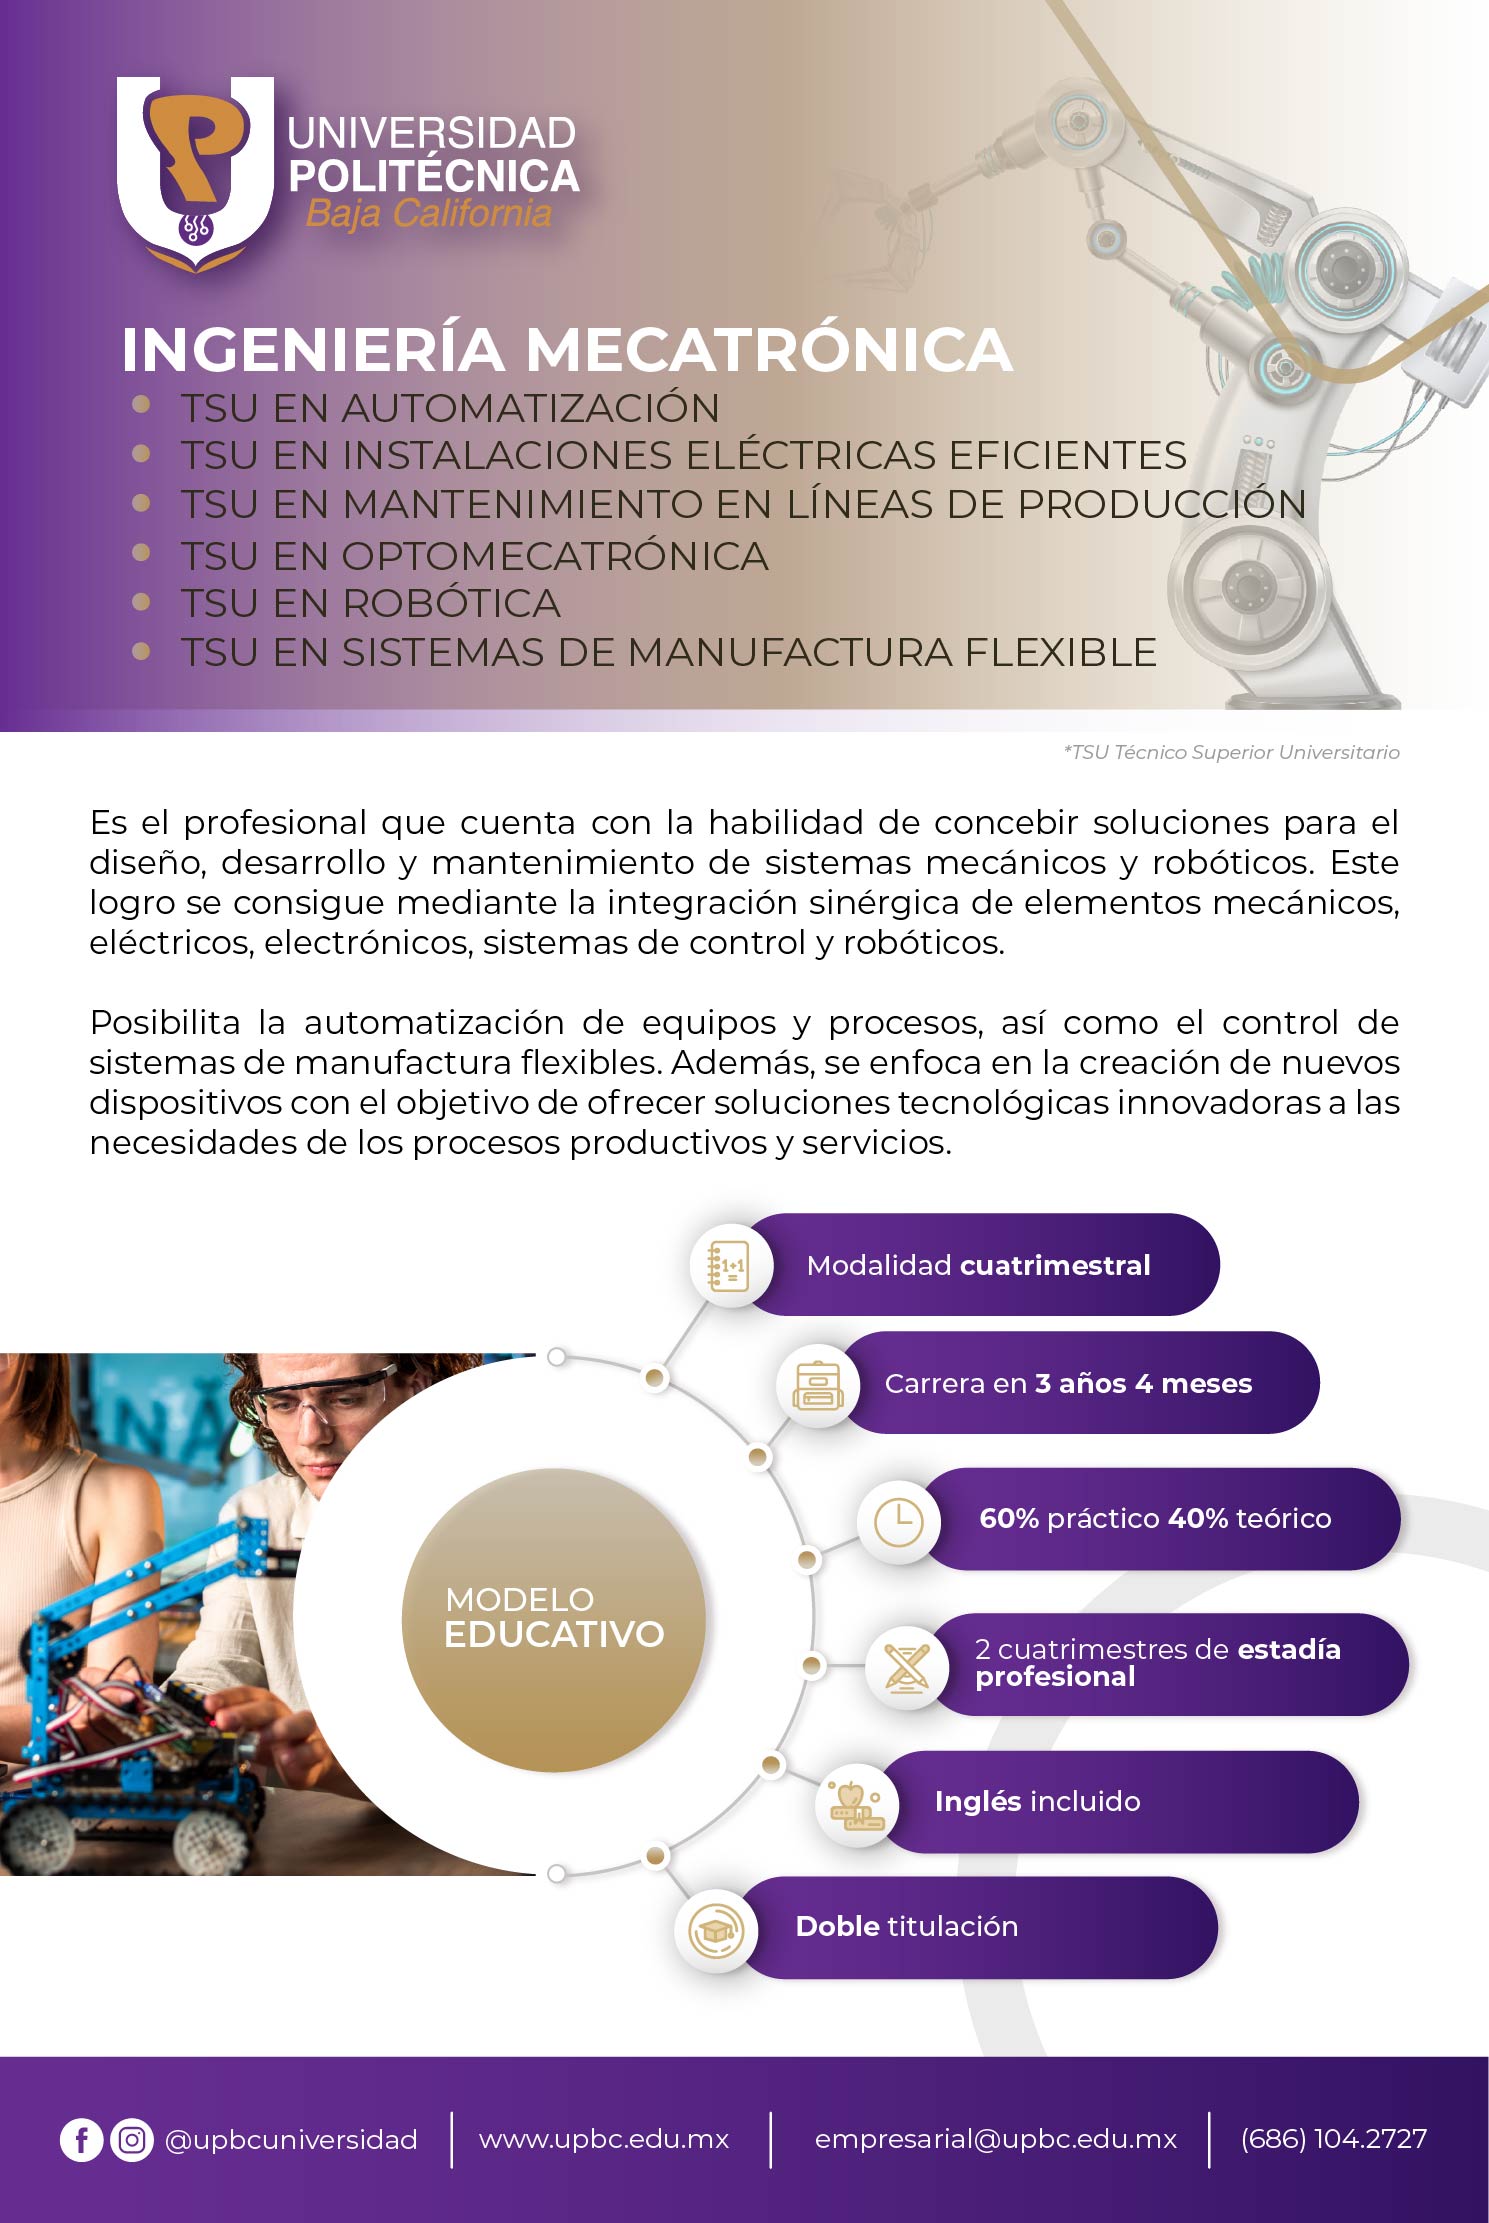 UNIVERSIDAD
POLITÉCNICA
Baja California
INGENIERÍA MECATRÓNICA
TSU EN AUTOMATIZACIÓN
TSU EN INSTALACIONES ELÉCTRICAS EFICIENTES
TSU EN MANTENIMIENTO EN LÍNEAS DE PRODUCCIÓN
TSU EN OPTOMECATRÓNICA
TSU EN ROBÓTICA
TSU EN SISTEMAS DE MANUFACTURA FLEXIBLE
*TSU Técnico Superior Universitario
Es el profesional que cuenta con la habilidad de concebir soluciones para el
diseño, desarrollo y mantenimiento de sistemas mecánicos y robóticos. Este
logro se consigue mediante la integración sinérgica de elementos mecánicos,
eléctricos, electrónicos, sistemas de control y robóticos.
Posibilita la automatización de equipos y procesos, así como el control de
sistemas de manufactura flexibles. Además, se enfoca en la creación de nuevos
dispositivos con el objetivo de ofrecer soluciones tecnológicas innovadoras a las
necesidades de los procesos productivos y servicios.
1+1
=
Modalidad cuatrimestral
Carrera en 3 años 4 meses
60% práctico 40% teórico
MODELO
EDUCATIVO
2 cuatrimestres de estadía
profesional
Inglés incluido
Doble titulación
@upbcuniversidad
www.upbc.edu.mx
empresarial@upbc.edu.mx
(686) 104.2727